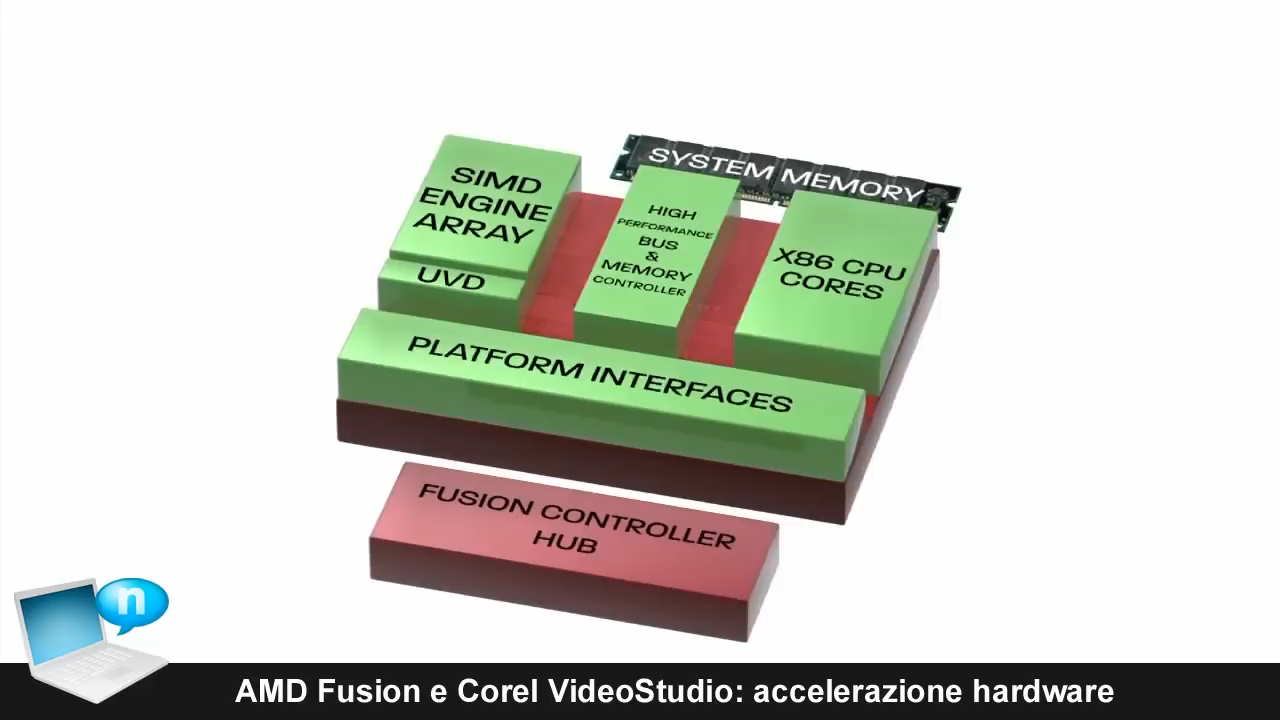 SYSTEM MEMORY
SIMD
ENGINE
ARRAY
UVD
HIGH
PERFORMANCE
BUS
&
MEMORY
CONTROLLER
X86 CPU
CORES
PLATFORM INTERFACES
FUSION CONTROLLER
HUB
n
AMD Fusion e Corel VideoStudio: accelerazione hardware